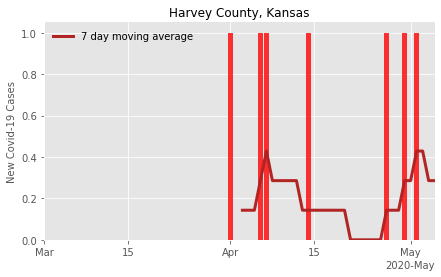 Harvey County, Kansas
7 day moving average
New Covid-19 Cases
1.0
0.8
0.6
0.4
0.2
0.0
Mar 15 Apr 15 May
2020-May